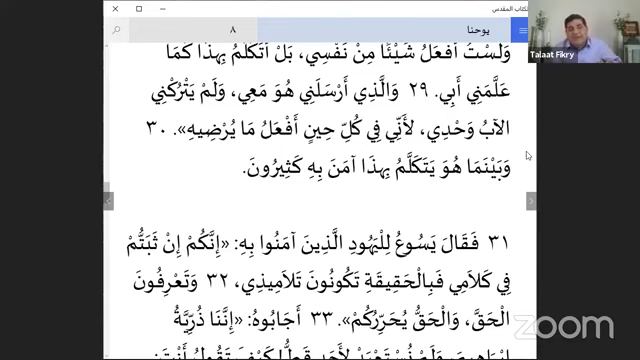 الكتاب المقدس
يوحنا ٨
Talaat Fikry
وَلَسْتُ أَفْعَلُ شَيْئًا مِنْ نَفْسِي، بَلْ أَتَكَلَّمُ بِهذَا كَمَا
عَلَّمَنِي أَبِي. ٢٩ وَالَّذِي أَرْسَلَنِي هُوَ مَعِي، وَلَمْ يَتْرُكْنِي
الآبُ وَحْدِي، لأَنِّي فِي كُلِّ حِينٍ أَفْعَلُ مَا يُرْضِيهِ». ٣٠
وَبَيْنَمَا هُوَ يَتَكَلَّمُ بِهذَا آمَنَ بِهِ كَثِيرُونَ.
٣١ فَقَالَ يَسُوعُ لِلْيَهُودِ الَّذِينَ آمَنُوا بِهِ: «إِنَّكُمْ إِنْ ثَبَتُّمْ
فِي كَلاَمِي فَبِالْحَقِيقَةِ تَكُونُونَ تَلاَمِيذِي، ٣٢ وَتَعْرِفُونَ
الْحَقَّ، وَالْحَقُّ يُحَرِّرُكُمْ». ٣٣ أَجَابُوهُ: «إِنَّنَا ذُرِّيَّةُ
zoom